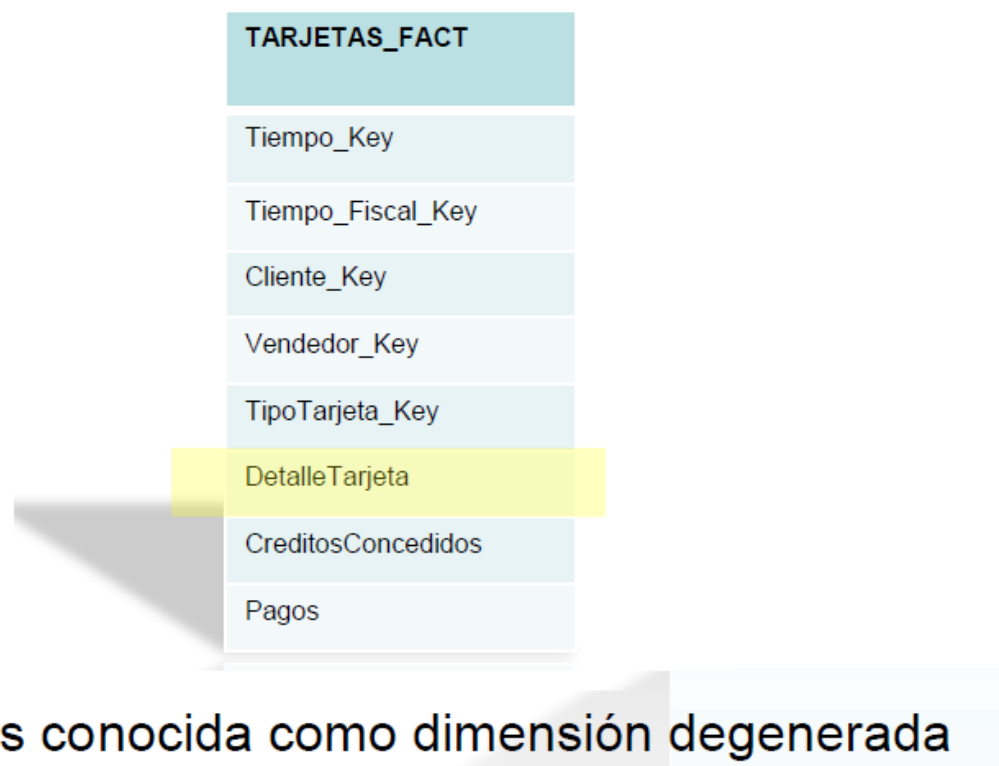 TARJETAS_FACT
Tiempo_Key
Tiempo_Fiscal_Key
Cliente_Key
Vendedor_Key
TipoTarjeta_Key
DetalleTarjeta
CreditosConcedidos
Pagos
s conocida como dimensión degenerada